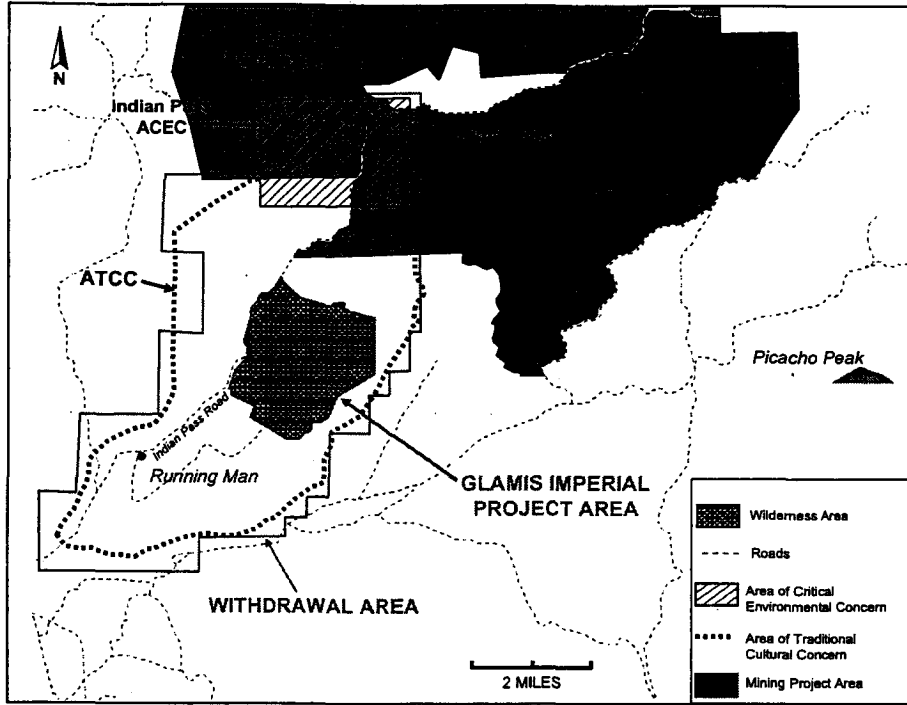 N
Indian P
ACEC
ATCC
Indian Pass Road
Running Man
Picacho Peak
GLAMIS IMPERIAL
PROJECT AREA
WITHDRAWAL AREA
2 MILES
Wilderness Area
Roads
Area of Critical
Environmental Concern
Area of Traditional
Cultural Concern
Mining Project Area